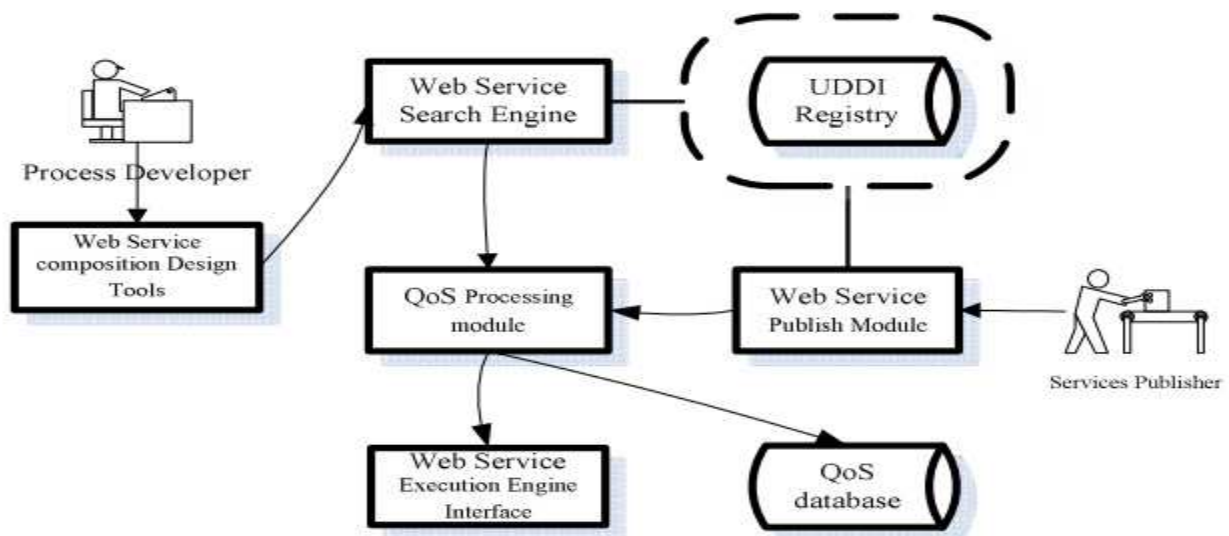 Web Service
Search Engine
UDDI
Registry
Process Developer
Web Service
composition Design
Tools
QoS Processing
module
Web Service
Publish Module
Services Publisher
Web Service
Execution Engine
Interface
QoS
database